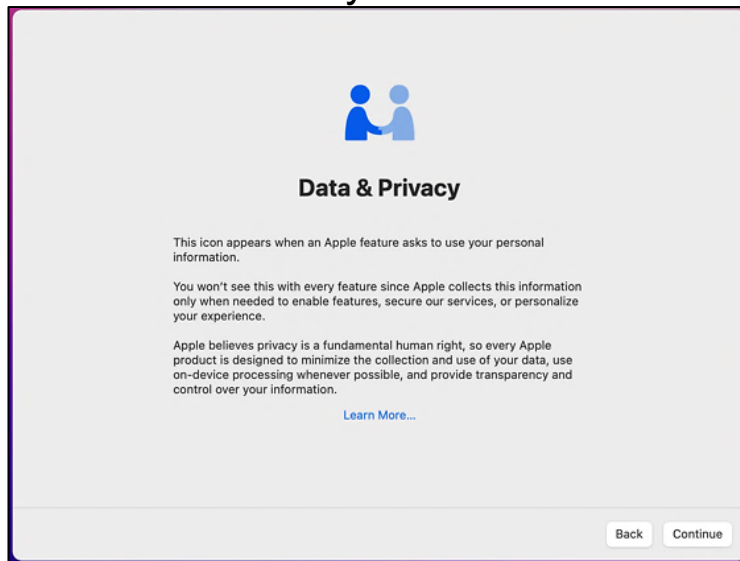 Data & Privacy
This icon appears when an Apple feature asks to use your personal
information.
You won't see this with every feature since Apple collects this information
only when needed to enable features, secure our services, or personalize
your experience.
Apple believes privacy is a fundamental human right, so every Apple
product is designed to minimize the collection and use of your data, use
on-device processing whenever possible, and provide transparency and
control over your information.
Learn More...
Back Continue